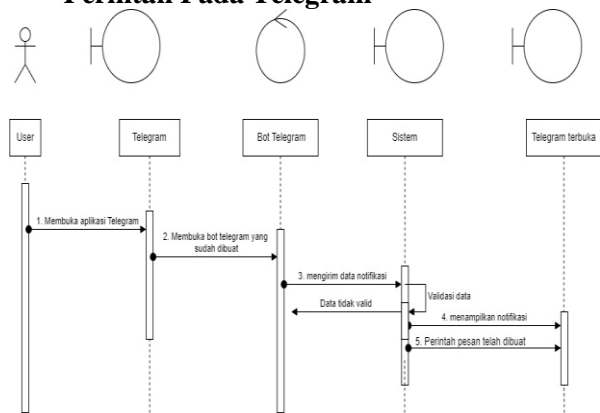 Perintah Pada Telegram
User
Telegram
Bot Telegram
Sistem
Telegram terbuka
1. Membuka aplikasi Telegram
2. Membuka bot telegram yang
sudah dibuat
3. mengirim data notifikasi
Validasi data
Data tidak valid
4. menampilkan notifikasi
5. Perintah pesan telah dibuat